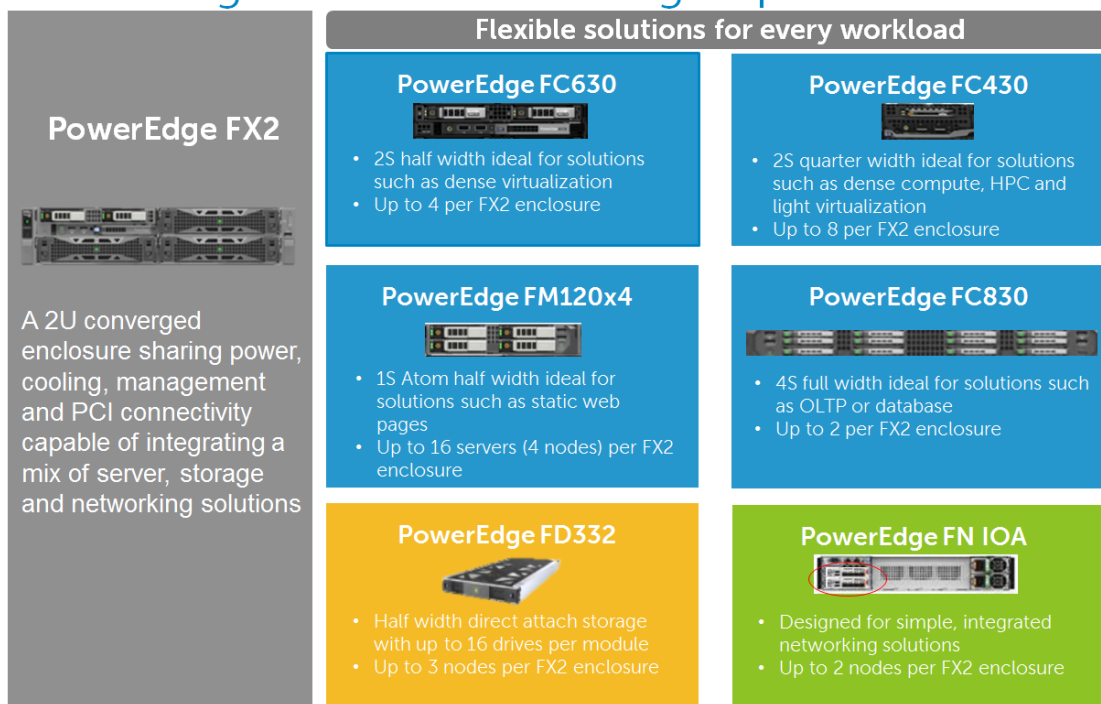 Flexible solutions for every workload
PowerEdge FX2
A 2U converged
enclosure sharing power,
cooling, management
and PCI connectivity
capable of integrating a
mix of server, storage
and networking solutions
PowerEdge FC630
• 2S half width ideal for solutions
such as dense virtualization
• Up to 4 per FX2 enclosure
PowerEdge FC430
• 2S quarter width ideal for solutions
such as dense compute, HPC and
light virtualization
• Up to 8 per FX2 enclosure
PowerEdge FM120x4
• 1S Atom half width ideal for
solutions such as static web
pages
• Up to 16 servers (4 nodes) per FX2
enclosure
PowerEdge FC830
• 4S full width ideal for solutions such
as OLTP or database
• Up to 2 per FX2 enclosure
PowerEdge FD332
• Half width direct attach storage
with up to 16 drives per module
• Up to 3 nodes per FX2 enclosure
PowerEdge FN IOA
• Designed for simple, integrated
networking solutions
• Up to 2 nodes per FX2 enclosure